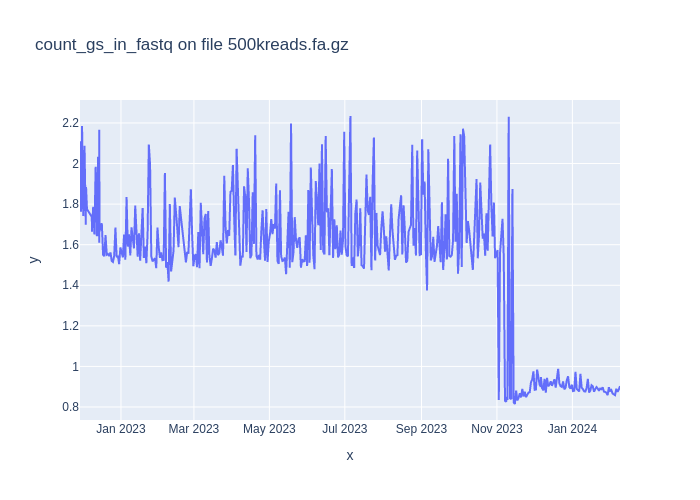 count_gs_in_fastq on file 500kreads.fa.gz
2.2
2
1.8
1.6
1.4
1.2
1
0.8
y
Jan 2023 Mar 2023 May 2023 Jul 2023 Sep 2023 Nov 2023 Jan 2024
x